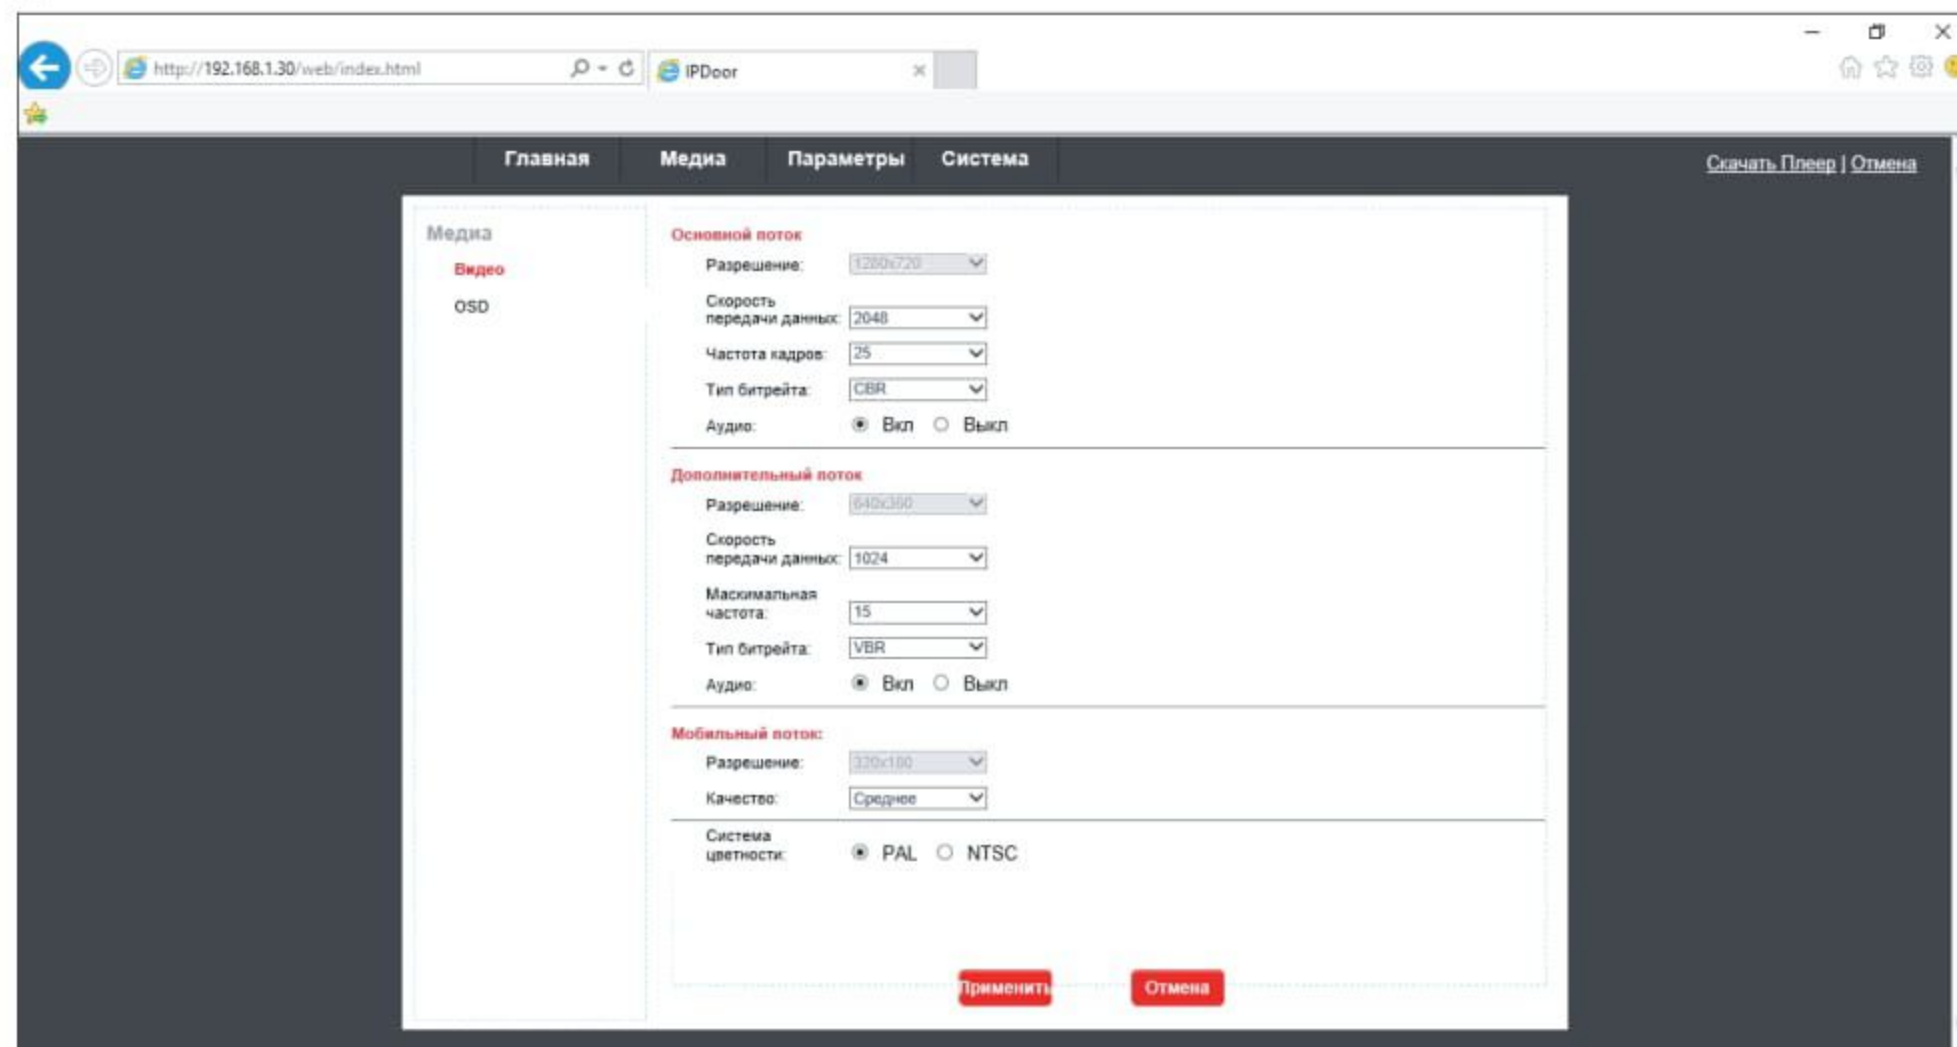 http://192.168.1.30/web/index.html
IPDoor
Главная Медиа Параметры Система
Скачать Плеер | Отмена
Медиа
Видео
OSD
Основной поток
Разрешение: 1280x720
Скорость
передачи данных: 2048
Частота кадров: 25
Тип битрейта: CBR
Аудио: Вкл Выкл
Дополнительный поток
Разрешение: 640x360
Скорость
передачи данных: 1024
Маскимальная
частота: 15
Тип битрейта: VBR
Аудио: Вкл Выкл
Мобильный поток:
Разрешение: 320x180
Качество: Среднее
Система
цветности: PAL NTSC
Применить Отмена